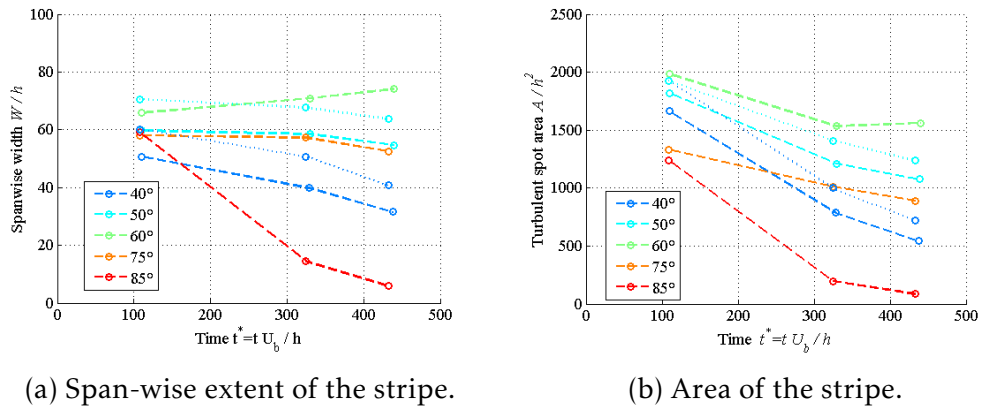 100
80
60
40
20
0
Spanwise width W/h
40°
50°
60°
75°
85°
0 100 200 300 400 500
Time t*=t U_b / h
(a) Span-wise extent of the stripe.
2500
2000
1500
1000
500
0
Turbulent spot area A / h²
40°
50°
60°
75°
85°
0 100 200 300 400 500
Time t*=t U_b / h
(b) Area of the stripe.